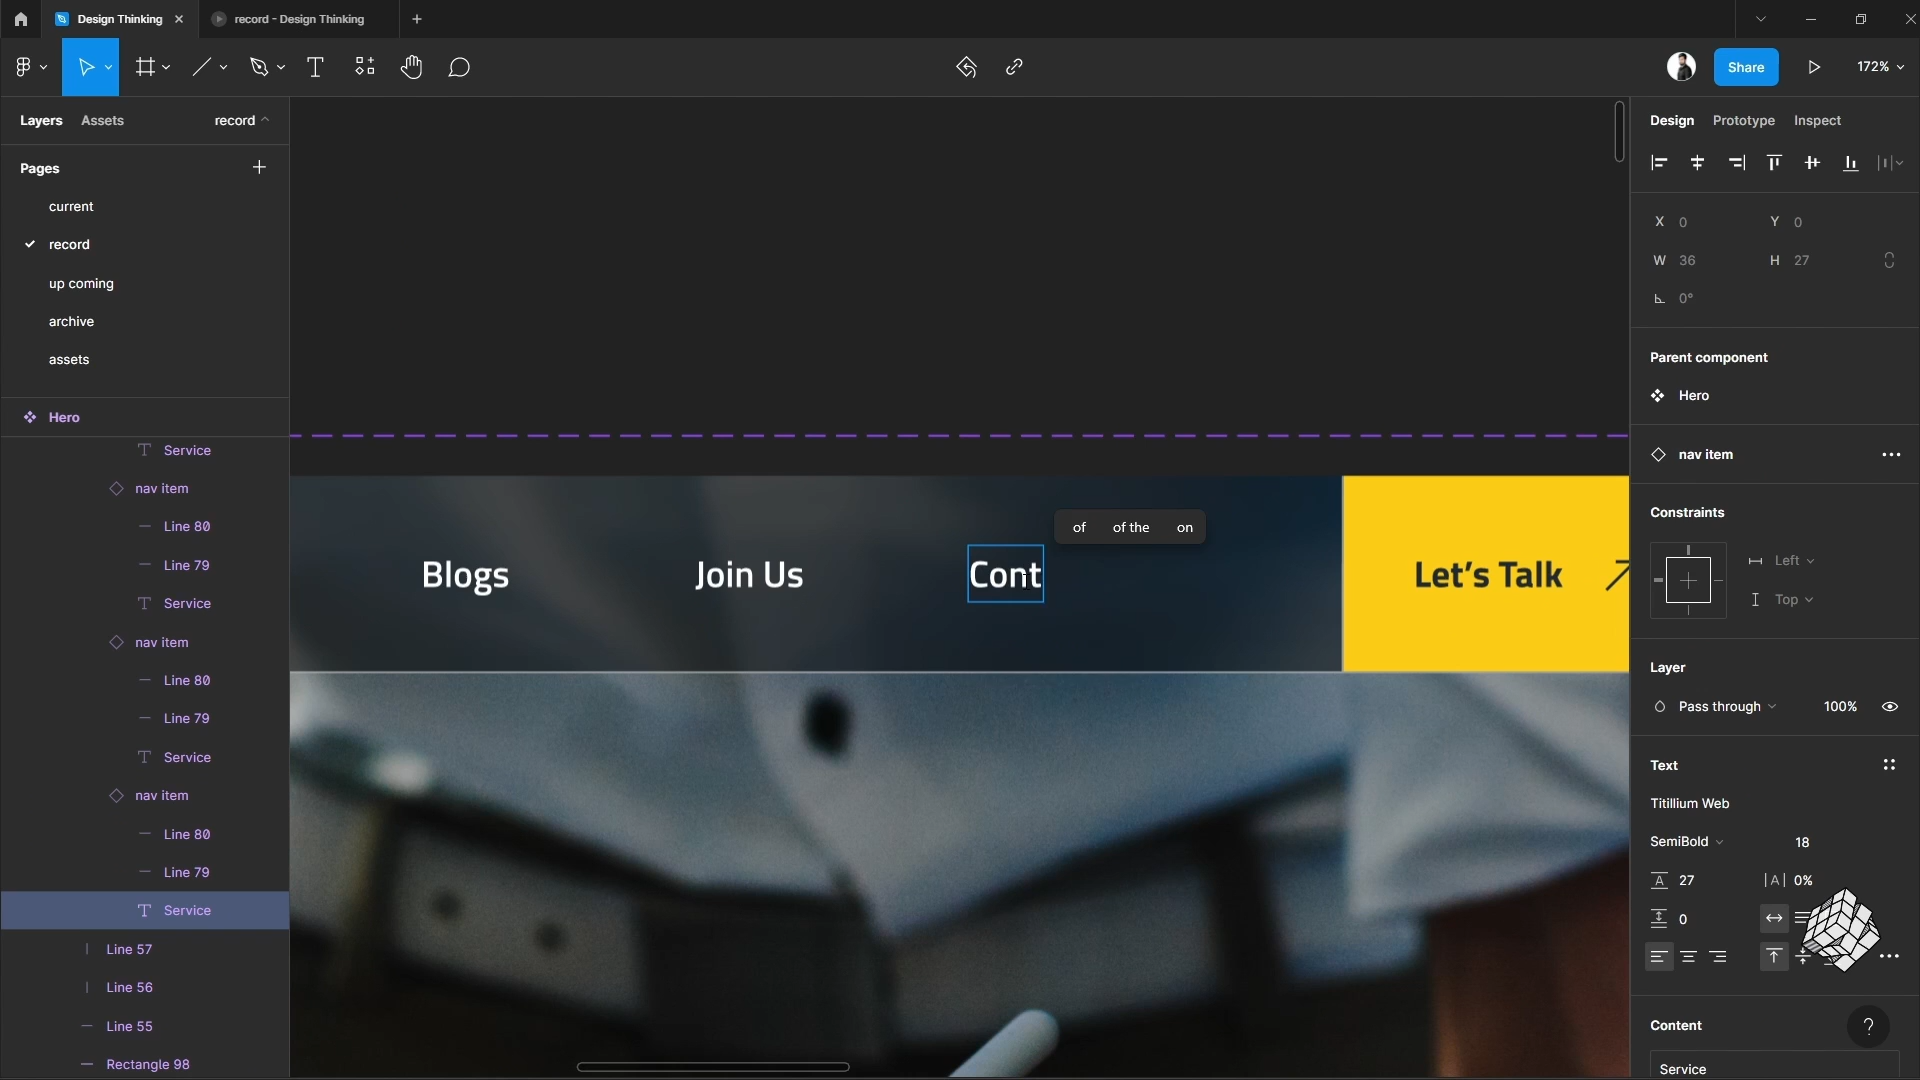 Design Thinking
record - Design Thinking
Share
172%
Layers
Assets
record
Pages
current
record
up coming
archive
assets
Hero
Service
nav item
Line 80
Line 79
Service
nav item
Line 80
Line 79
Service
nav item
Line 80
Line 79
Service
Line 57
Line 56
Line 55
Rectangle 98
of of the on
Blogs
Join Us
Cont
Let's Talk
Design
Prototype
Inspect
X 0
Y 0
W 36
H 27
0°
Parent component
Hero
nav item
Constraints
Left
Top
Layer
Pass through
100%
Text
Titillium Web
SemiBold
18
27
0%
0
Content
?
Service